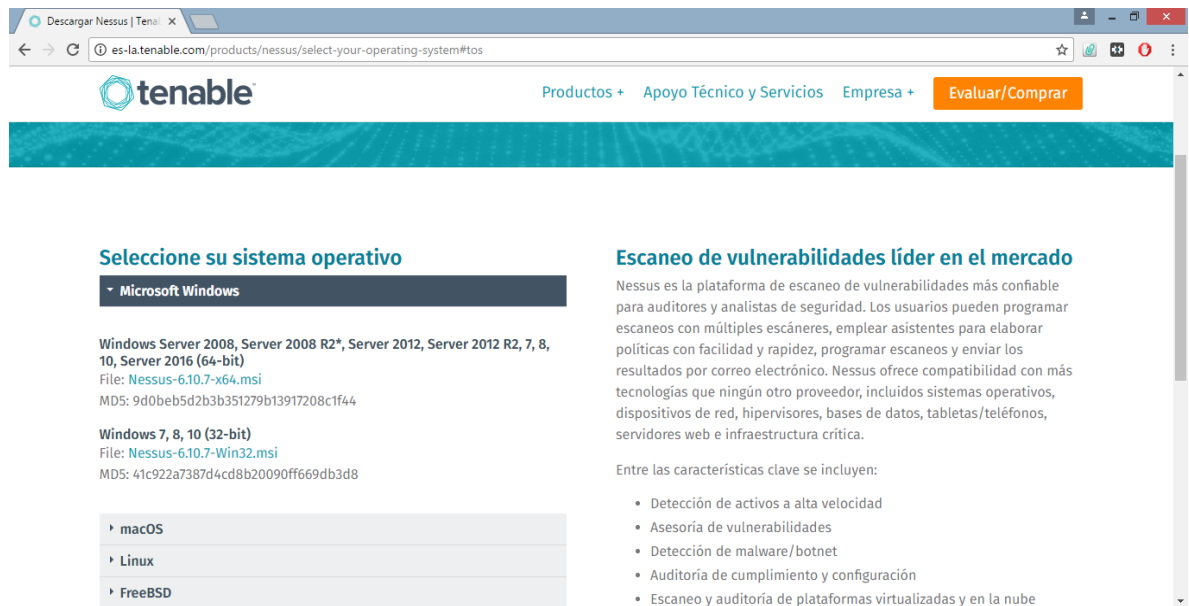 Descargar Nessus | Tenal
es-la.tenable.com/products/nessus/select-your-operating-system#tos
tenable™
Productos +
Apoyo Técnico y Servicios
Empresa +
Evaluar/Comprar
Seleccione su sistema operativo
Microsoft Windows
Windows Server 2008, Server 2008 R2*, Server 2012, Server 2012 R2, 7, 8,
10, Server 2016 (64-bit)
File: Nessus-6.10.7-x64.msi
MD5: 9d0beb5d2b3b351279b13917208c1f44
Windows 7, 8, 10 (32-bit)
File: Nessus-6.10.7-Win32.msi
MD5: 41c922a7387d4cd8b20090ff669db3d8
macOS
Linux
FreeBSD
Escaneo de vulnerabilidades líder en el mercado
Nessus es la plataforma de escaneo de vulnerabilidades más confiable
para auditores y analistas de seguridad. Los usuarios pueden programar
escaneos con múltiples escáneres, emplear asistentes para elaborar
políticas con facilidad y rapidez, programar escaneos y enviar los
resultados por correo electrónico. Nessus ofrece compatibilidad con más
tecnologías que ningún otro proveedor, incluidos sistemas operativos,
dispositivos de red, hipervisores, bases de datos, tabletas/teléfonos,
servidores web e infraestructura crítica.
Entre las características clave se incluyen:
• Detección de activos a alta velocidad
• Asesoría de vulnerabilidades
• Detección de malware/botnet
• Auditoría de cumplimiento y configuración
• Escaneo y auditoría de plataformas virtualizadas y en la nube